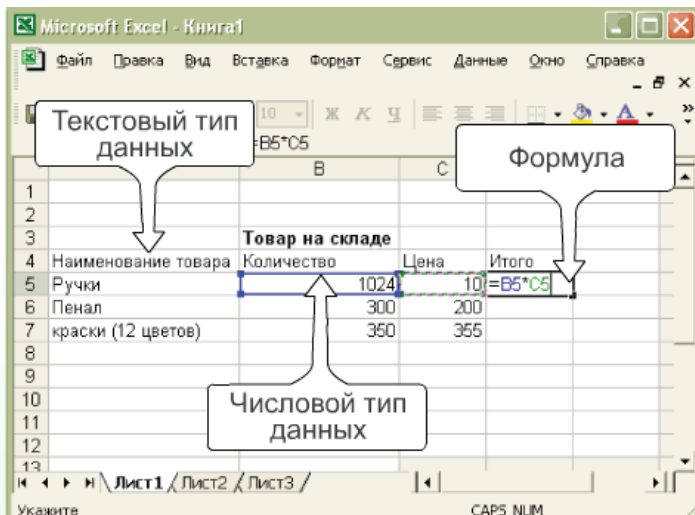 Microsoft Excel - Книга1
Файл Правка Вид Вставка Формат Сервис Данные Окно Справка
10 Ж К Ч А
Текстовый тип
данных
=B5*C5
Формула
B C
1
2
3 Товар на складе
4 Наименование товара Количество Цена Итого
5 Ручки 1024 10 =B5*C5
6 Пенал 300 200
7 краски (12 цветов) 350 355
8
9
10
11
12
13
Числовой тип
данных
Лист1 Лист2 Лист3
Укажите CAPS NUM